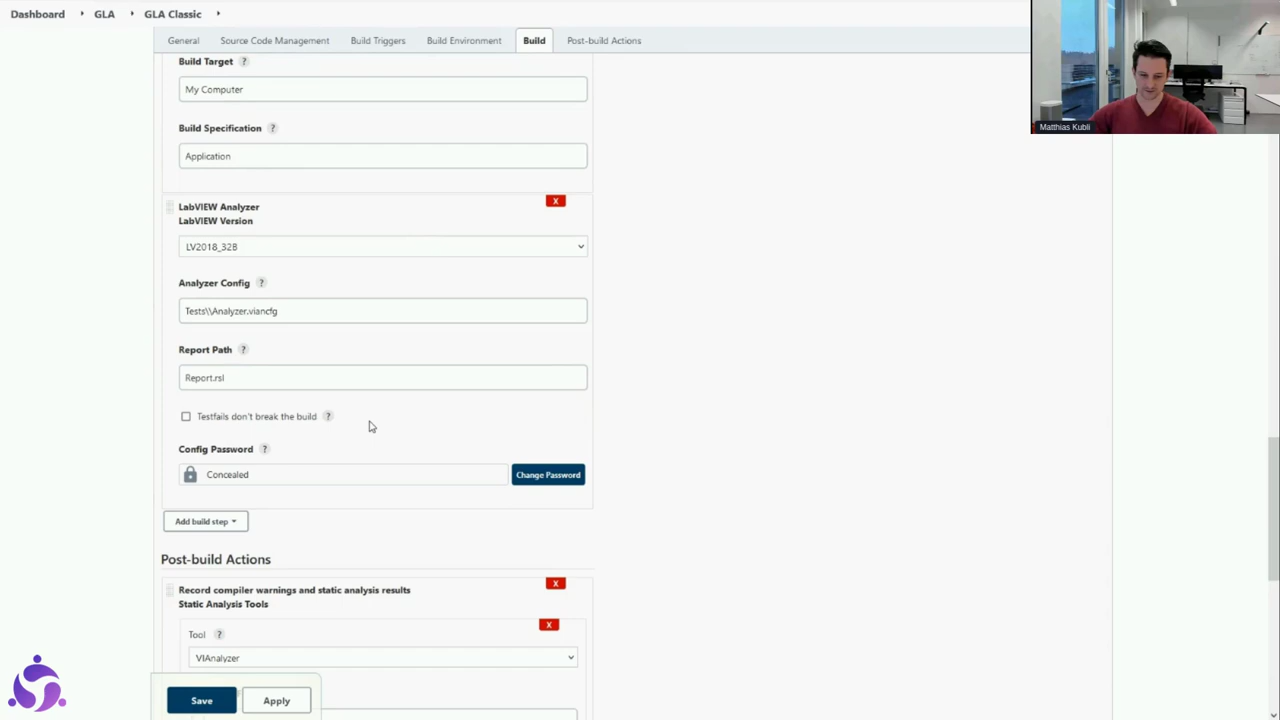 Dashboard
GLA
GLA Classic
General
Source Code Management
Build Triggers
Build Environment
Build
Post-build Actions
Build Target ?
My Computer
Build Specification ?
Application
LabVIEW Analyzer
X
LabVIEW Version
LV2018_32B
Analyzer Config ?
Tests\\Analyzer.viancfg
Report Path ?
Report.rsl
Testfails don't break the build ?
Config Password ?
Concealed
Change Password
Add build step
Post-build Actions
Record compiler warnings and static analysis results
X
Static Analysis Tools
X
Tool ?
VIAnalyzer
Save
Apply
Matthias Kubli